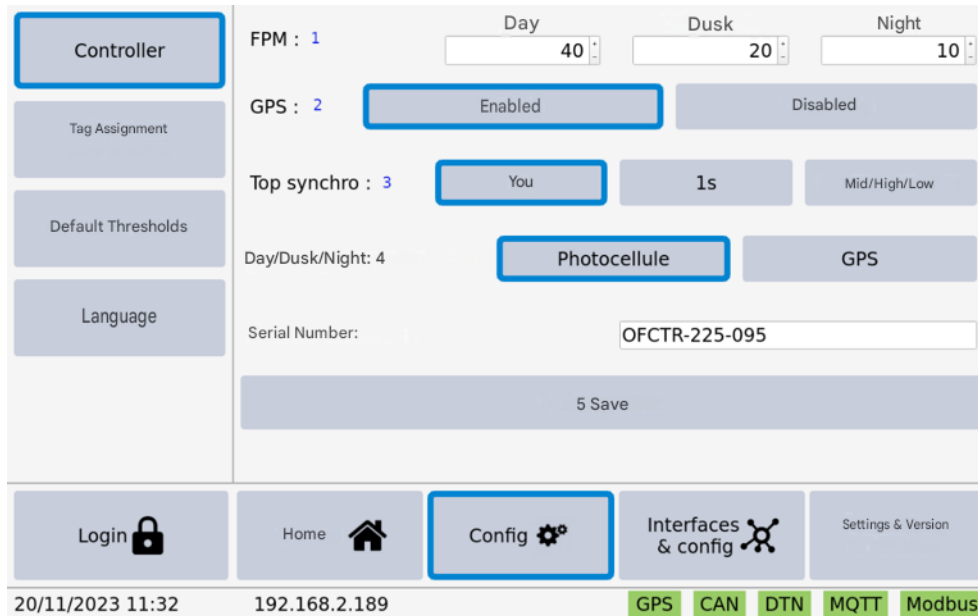 Controller
Tag Assignment
Default Thresholds
Language
Day Dusk Night
FPM : 1 40 20 10
GPS : 2 Enabled Disabled
Top synchro : 3 You 1s Mid/High/Low
Day/Dusk/Night: 4 Photocellule GPS
Serial Number: OFCTR-225-095
5 Save
Login Home Config Interfaces & config Settings & Version
20/11/2023 11:32 192.168.2.189 GPS CAN DTN MQTT Modbus